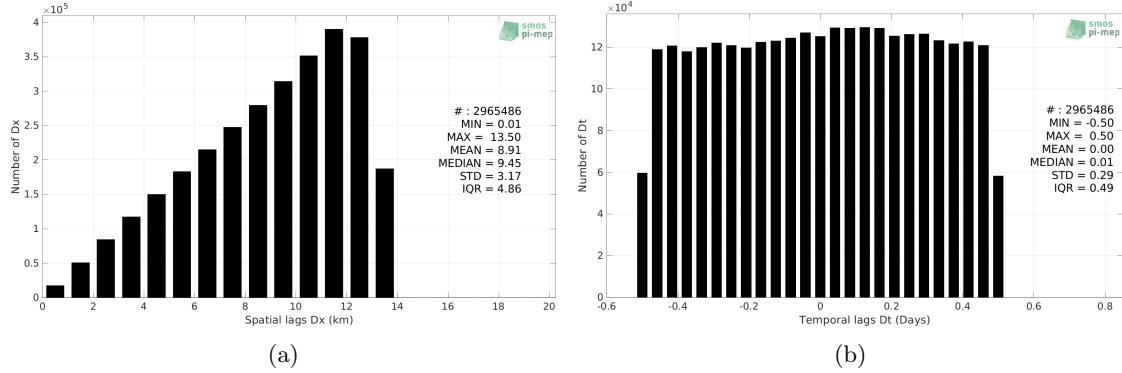 ×10⁵
4
3.5
3
2.5
2
1.5
1
0.5
0
0 2 4 6 8 10 12 14 16 18 20
Number of Dx
Spatial lags Dx (km)
smos
pi-mep
# : 2965486
MIN = 0.01
MAX = 13.50
MEAN = 8.91
MEDIAN = 9.45
STD = 3.17
IQR = 4.86
(a)
×10⁴
12
10
8
6
4
2
0
-0.6 -0.4 -0.2 0 0.2 0.4 0.6 0.8
Number of Dt
Temporal lags Dt (Days)
smos
pi-mep
# : 2965486
MIN = -0.50
MAX = 0.50
MEAN = 0.00
MEDIAN = 0.01
STD = 0.29
IQR = 0.49
(b)